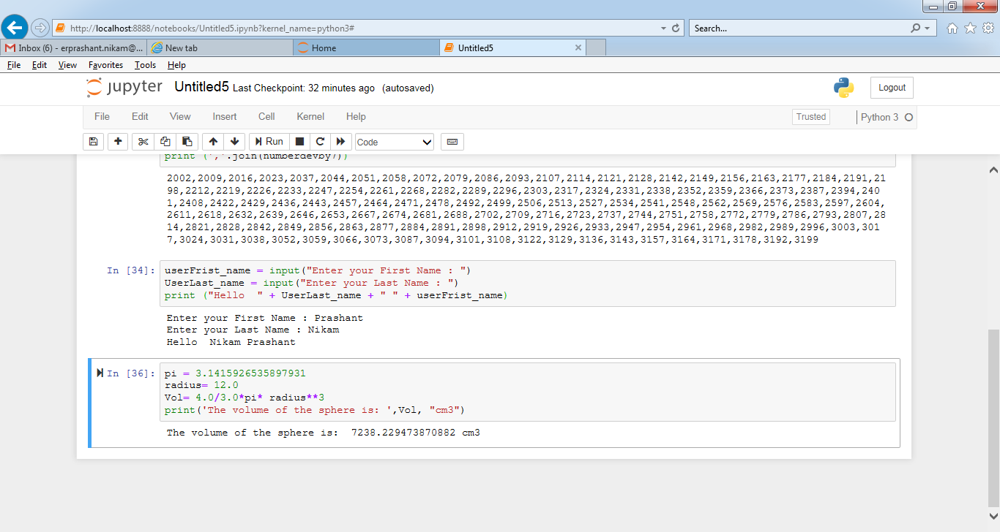 http://localhost:8888/notebooks/Untitled5.ipynb?kernel_name=python3#
Search...
Inbox (6) - erprashant.nikam@...
New tab
Home
Untitled5
File Edit View Favorites Tools Help
jupyter Untitled5 Last Checkpoint: 32 minutes ago (autosaved)
Logout
File Edit View Insert Cell Kernel Help
Trusted
Python 3
Run
Code
print (','.join(numberdevby7))
2002,2009,2016,2023,2037,2044,2051,2058,2072,2079,2086,2093,2107,2114,2121,2128,2142,2149,2156,2163,2177,2184,2191,21
98,2212,2219,2226,2233,2247,2254,2261,2268,2282,2289,2296,2303,2317,2324,2331,2338,2352,2359,2366,2373,2387,2394,240
1,2408,2422,2429,2436,2443,2457,2464,2471,2478,2492,2499,2506,2513,2527,2534,2541,2548,2562,2569,2576,2583,2597,2604,
2611,2618,2632,2639,2646,2653,2667,2674,2681,2688,2702,2709,2716,2723,2737,2744,2751,2758,2772,2779,2786,2793,2807,28
14,2821,2828,2842,2849,2856,2863,2877,2884,2891,2898,2912,2919,2926,2933,2947,2954,2961,2968,2982,2989,2996,3003,301
7,3024,3031,3038,3052,3059,3066,3073,3087,3094,3101,3108,3122,3129,3136,3143,3157,3164,3171,3178,3192,3199
In [34]: userFrist_name = input("Enter your First Name : ")
UserLast_name = input("Enter your Last Name : ")
print ("Hello  " + UserLast_name + " " + userFrist_name)
Enter your First Name : Prashant
Enter your Last Name : Nikam
Hello  Nikam Prashant
In [36]: pi = 3.1415926535897931
radius= 12.0
Vol= 4.0/3.0*pi* radius**3
print('The volume of the sphere is: ',Vol, "cm3")
The volume of the sphere is:  7238.229473870882 cm3